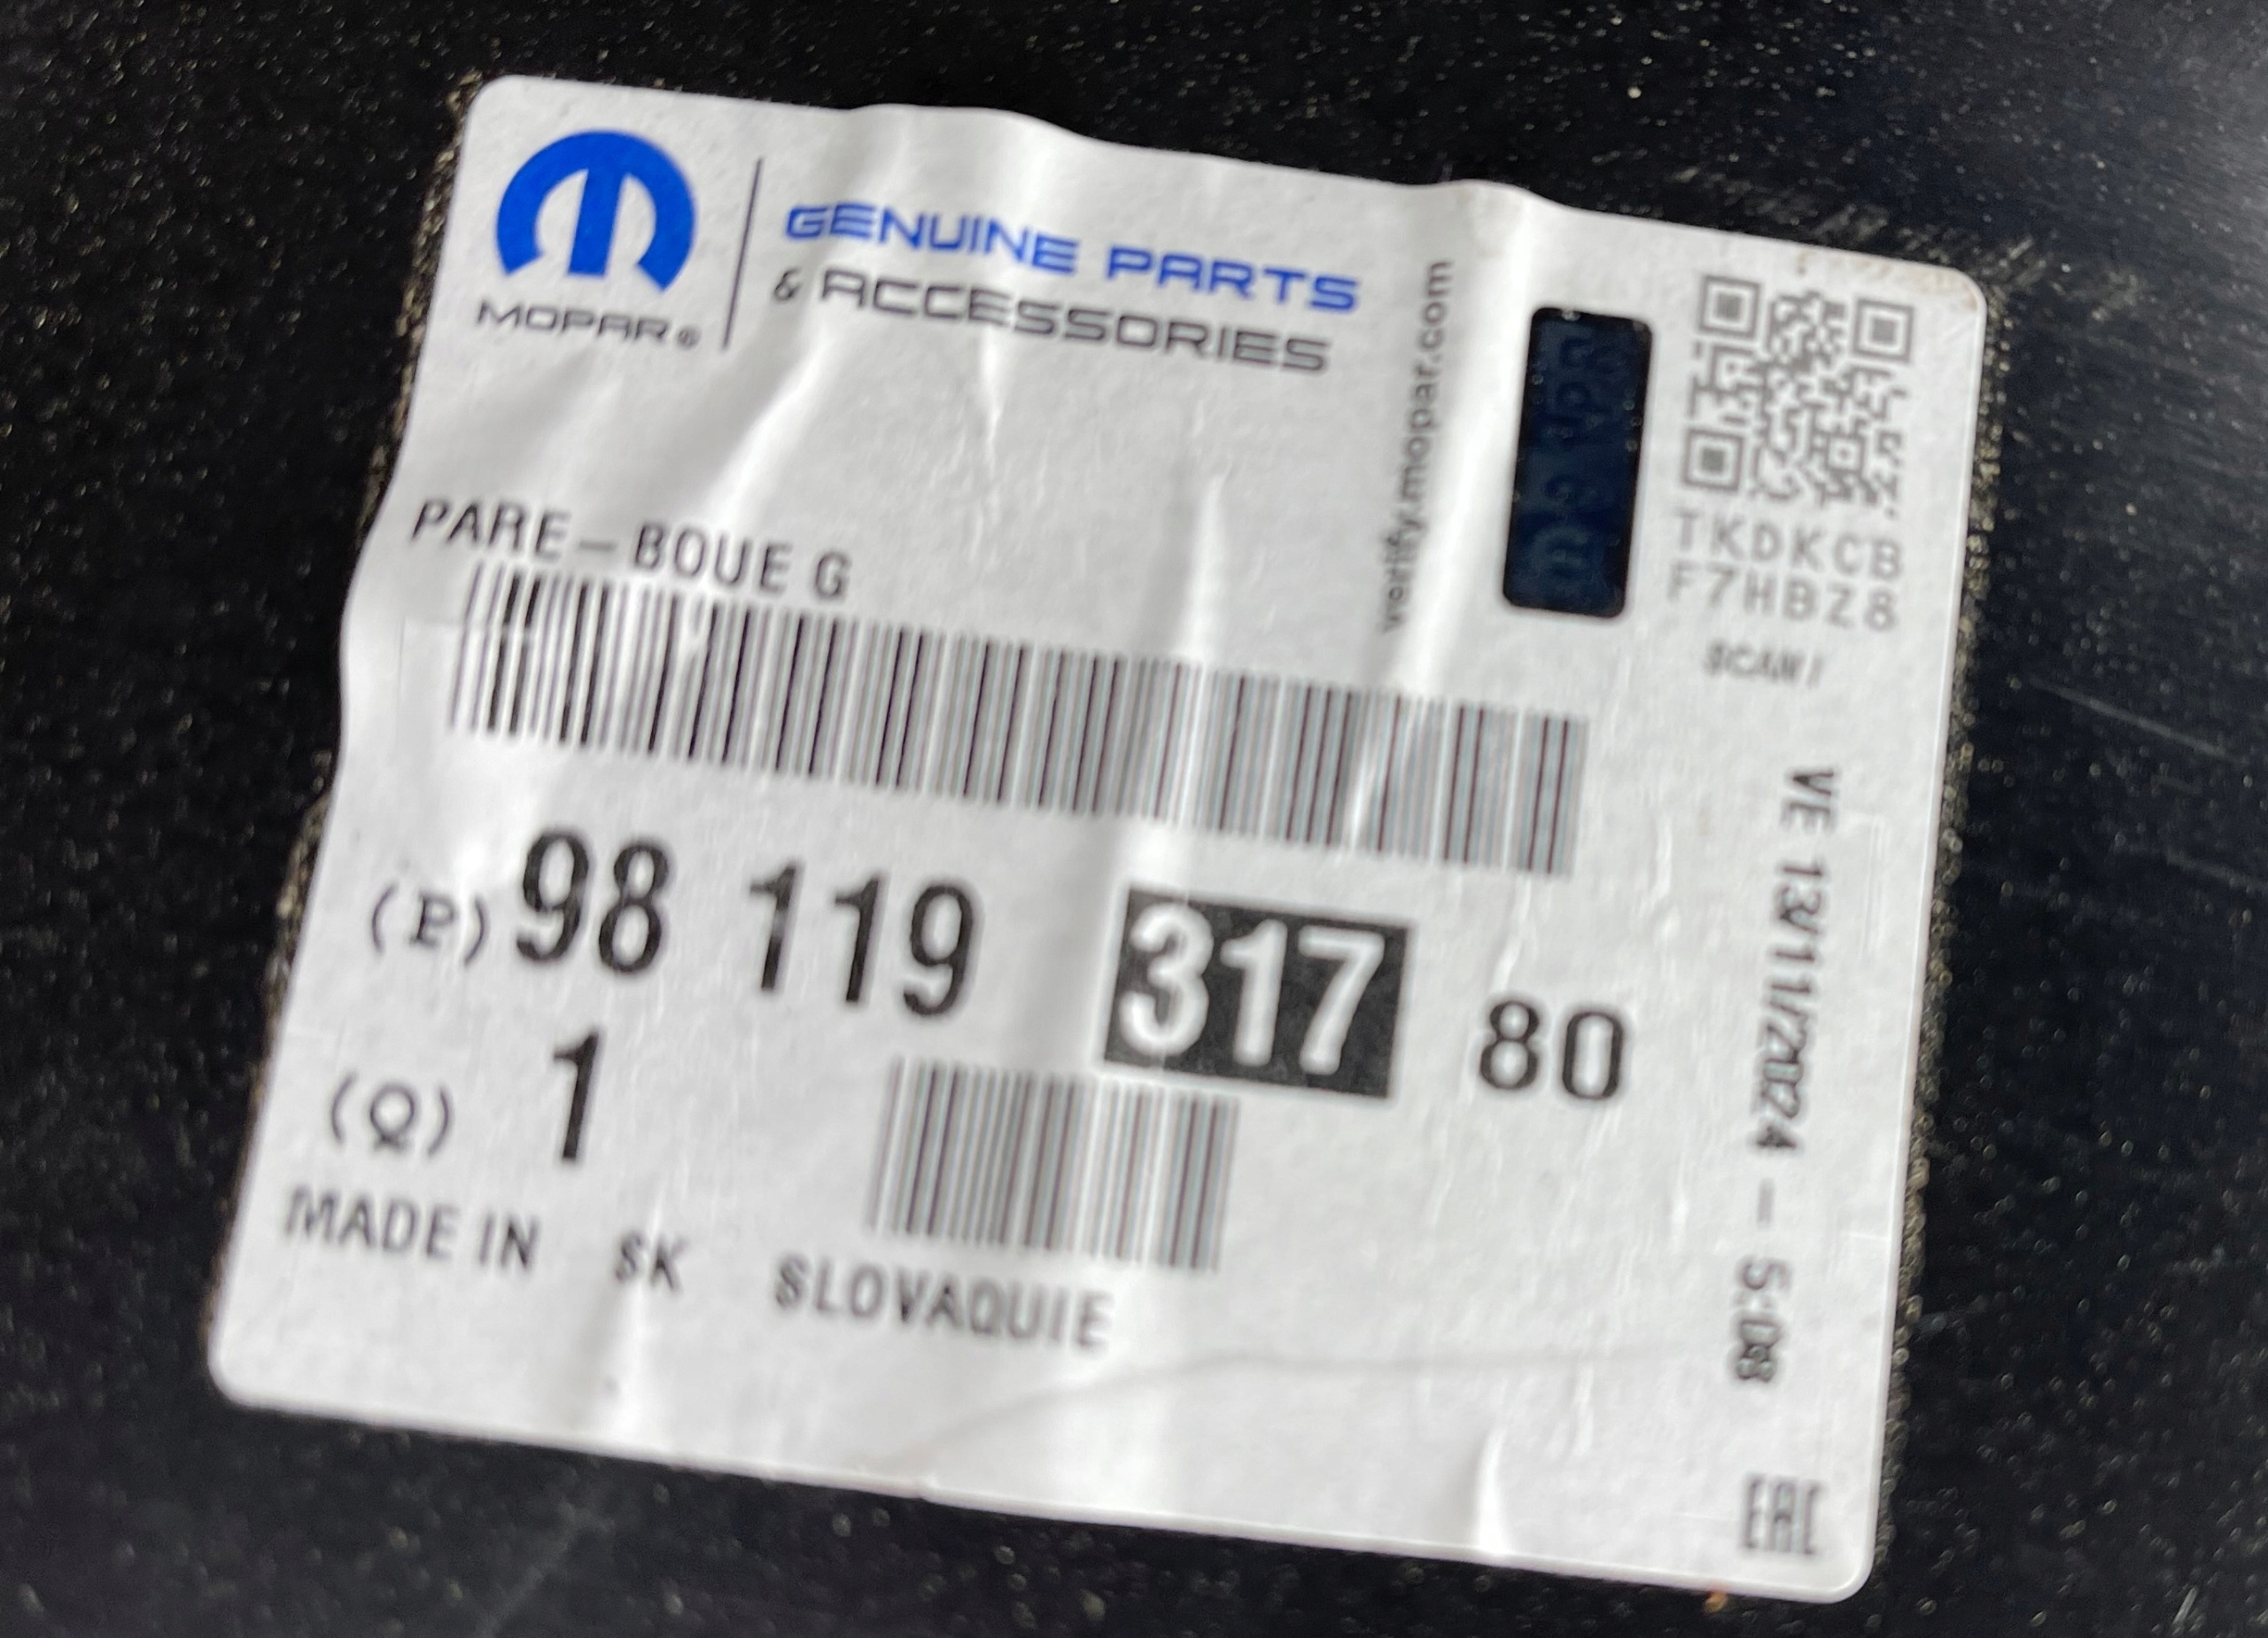 MOPAR®
GENUINE PARTS
& ACCESSORIES
verify.mopar.com
TKDKCB
F7HBZ8
SCAN/
PARE-BOUE G
(P) 98 119 317 80
(Q) 1
MADE IN SK SLOVAQUIE
VE 13/11/2024 - 5:08
EAC